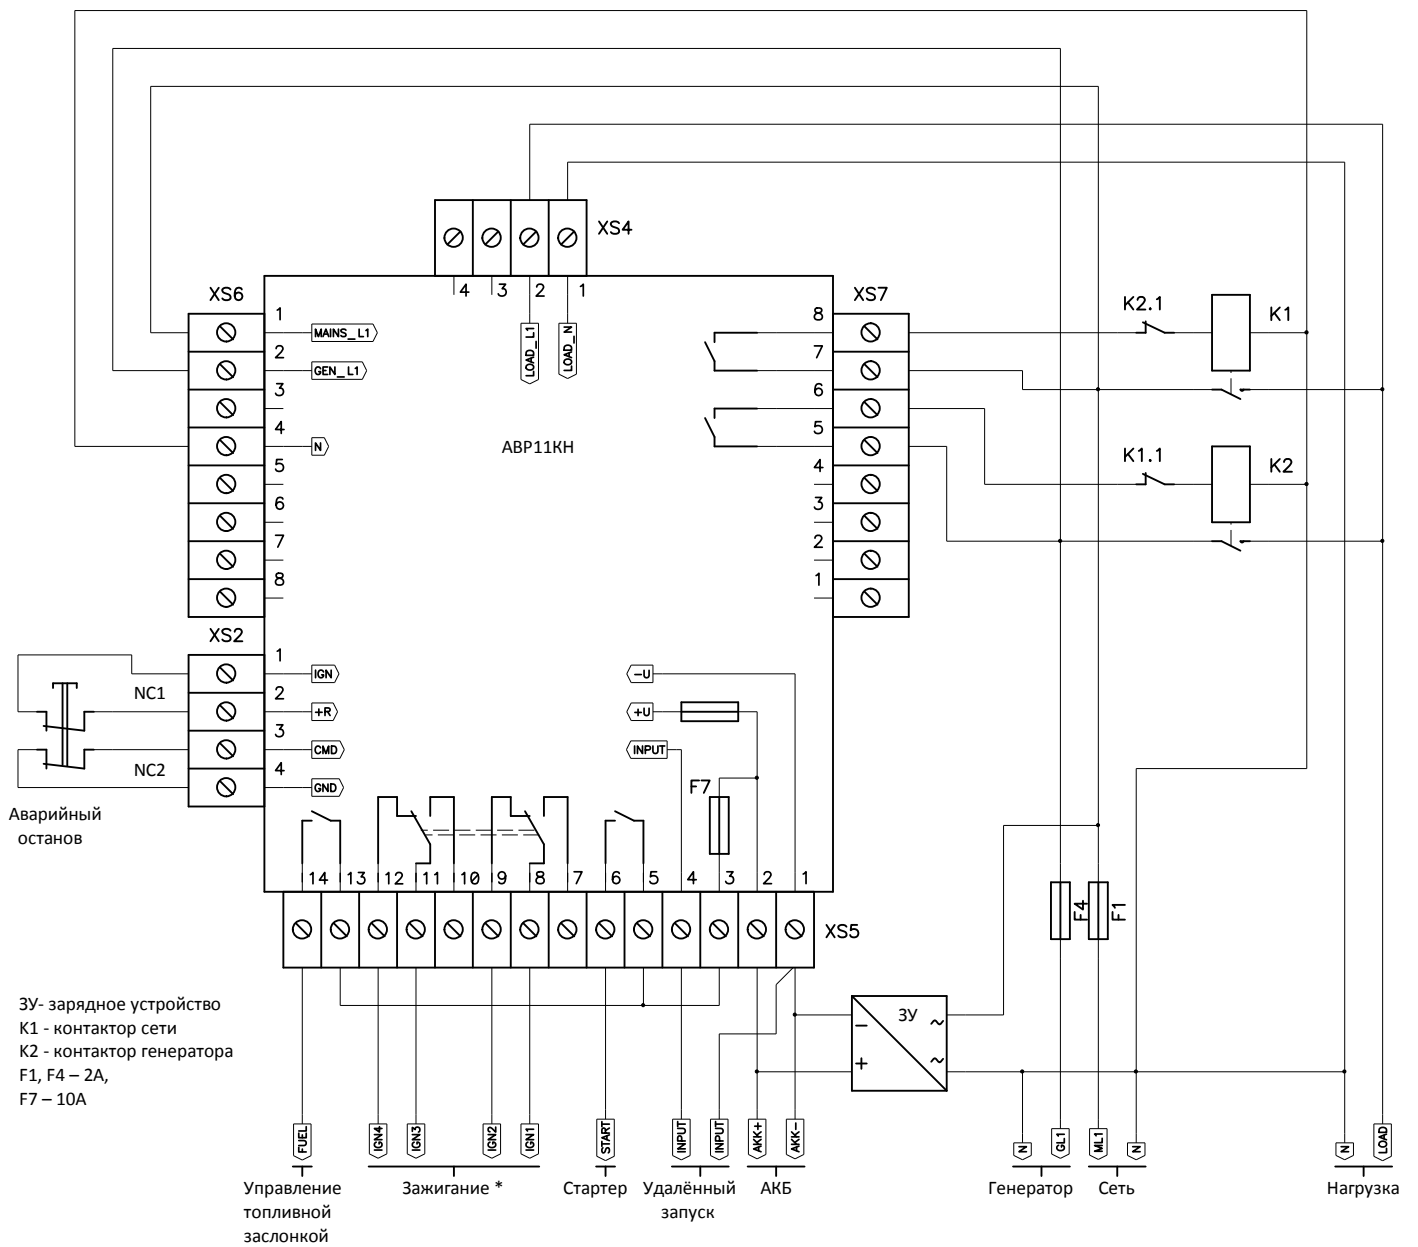 XS4
4 3 2 1
LOAD_L1
LOAD_N
XS6
1
MAINS_L1
2
GEN_L1
3
4
N
5
6
7
8
АВР11КН
XS7
8
7
6
5
4
3
2
1
K2.1
K1
K1.1
K2
XS2
1
IGN
NC1
2
+R
3
CMD
NC2
4
GND
Аварийный
останов
-U
+U
INPUT
F7
14 13 12 11 10 9 8 7 6 5 4 3 2 1
XS5
F4
F1
ЗУ- зарядное устройство
К1 - контактор сети
К2 - контактор генератора
F1, F4 – 2А,
F7 – 10А
ЗУ
− ~
+ ~
FUEL
IGN4
IGN3
IGN2
IGN1
START
INPUT
INPUT
AKK+
AKK-
N
GL1
ML1
N
N
LOAD
Управление
топливной
заслонкой
Зажигание *
Стартер
Удалённый
запуск
АКБ
Генератор
Сеть
Нагрузка